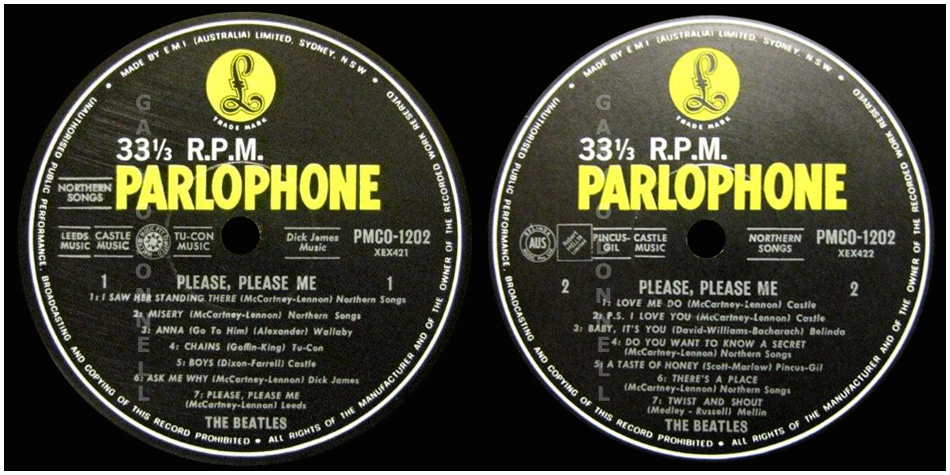 MADE BY E M I (AUSTRALIA) LIMITED. SYDNEY. N S W
UNAUTHORISED PUBLIC PERFORMANCE, BROADCASTING AND COPYING OF THIS RECORD PROHIBITED • ALL RIGHTS OF THE MANUFACTURER AND OF THE OWNER OF THE RECORDED WORK RESERVED
£
TRADE MARK
33⅓ R.P.M.
PARLOPHONE
NORTHERN SONGS
LEEDS MUSIC
CASTLE MUSIC
TU-CON MUSIC
Dick James Music
PMCO-1202
XEX421
1 PLEASE, PLEASE ME 1
1: I SAW HER STANDING THERE (McCartney-Lennon) Northern Songs
2: MISERY (McCartney-Lennon) Northern Songs
3: ANNA (Go To Him) (Alexander) Wallaby
4: CHAINS (Goffin-King) Tu-Con
5: BOYS (Dixon-Farrell) Castle
6: ASK ME WHY (McCartney-Lennon) Dick James
7: PLEASE, PLEASE ME
(McCartney-Lennon) Leeds
THE BEATLES
MADE BY E M I (AUSTRALIA) LIMITED. SYDNEY. N S W
UNAUTHORISED PUBLIC PERFORMANCE, BROADCASTING AND COPYING OF THIS RECORD PROHIBITED • ALL RIGHTS OF THE MANUFACTURER AND OF THE OWNER OF THE RECORDED WORK RESERVED
£
TRADE MARK
33⅓ R.P.M.
PARLOPHONE
BELINDA
AUS
PINCUS-GIL
CASTLE MUSIC
NORTHERN SONGS
PMCO-1202
XEX422
2 PLEASE, PLEASE ME 2
1: LOVE ME DO (McCartney-Lennon) Castle
2: P.S. I LOVE YOU (McCartney-Lennon) Castle
3: BABY, IT'S YOU (David-Williams-Bacharach) Belinda
4: DO YOU WANT TO KNOW A SECRET
(McCartney-Lennon) Northern Songs
5: A TASTE OF HONEY (Scott-Marlow) Pincus-Gil
6: THERE'S A PLACE
(McCartney-Lennon) Northern Songs
7: TWIST AND SHOUT
(Medley - Russell) Mellin
THE BEATLES